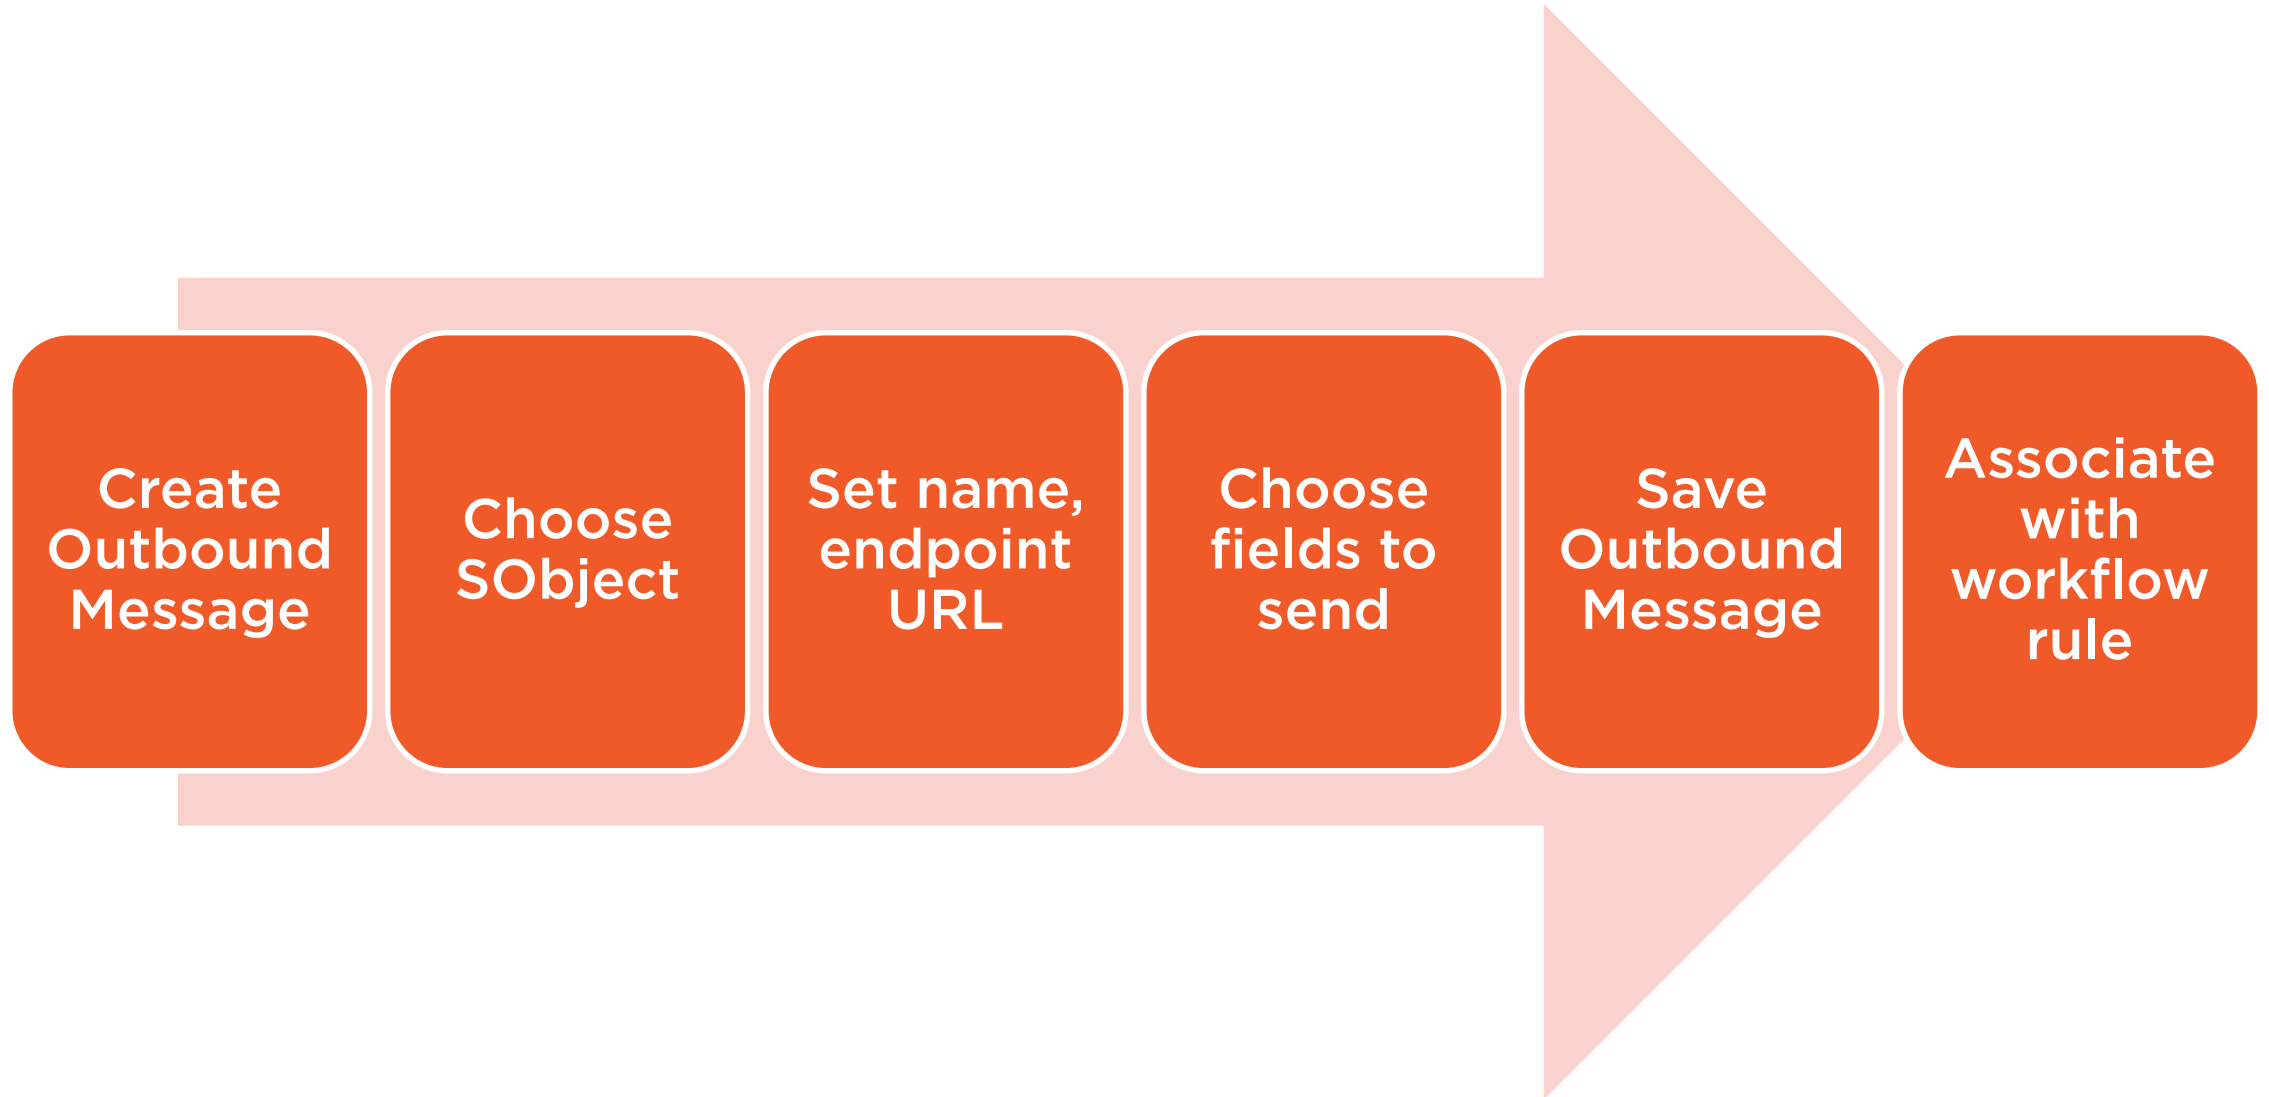 Create
Outbound
Message
Choose
SObject
Set name,
endpoint
URL
Choose
fields to
send
Save
Outbound
Message
Associate
with
workflow
rule